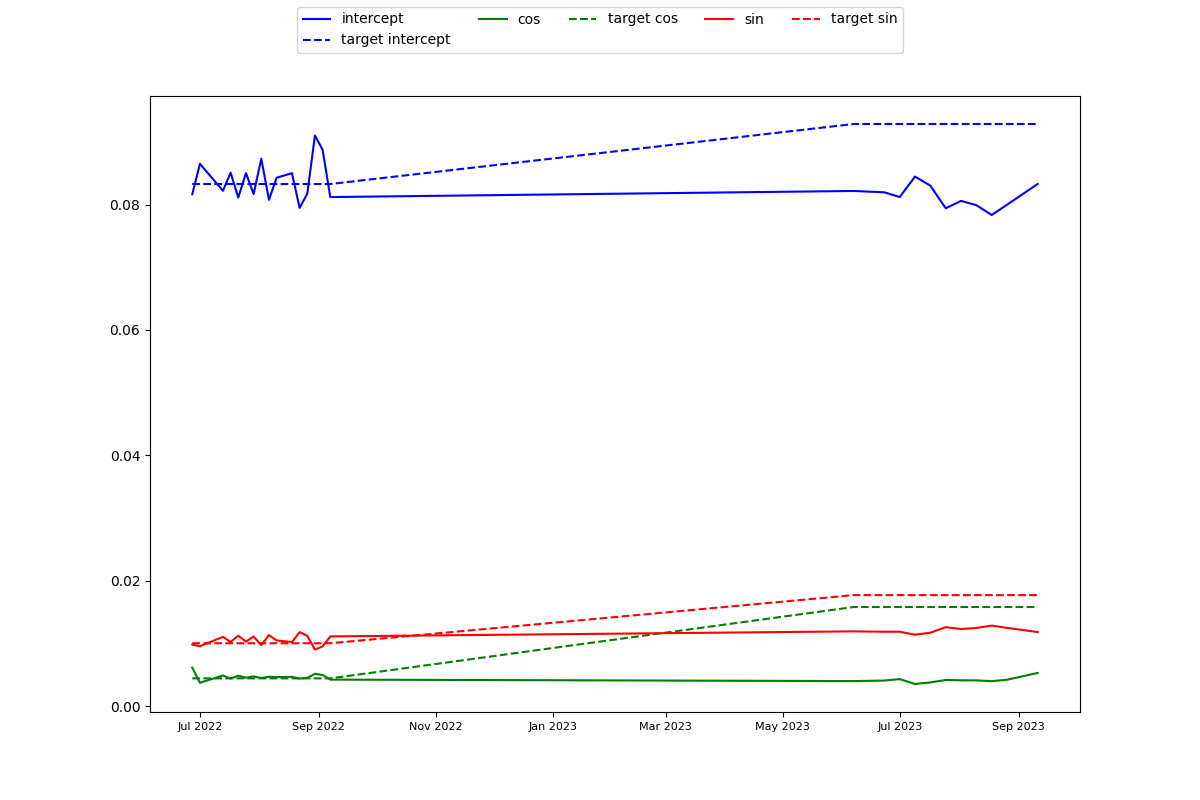 intercept cos target cos sin target sin
target intercept
0.08
0.06
0.04
0.02
0.00
Jul 2022 Sep 2022 Nov 2022 Jan 2023 Mar 2023 May 2023 Jul 2023 Sep 2023